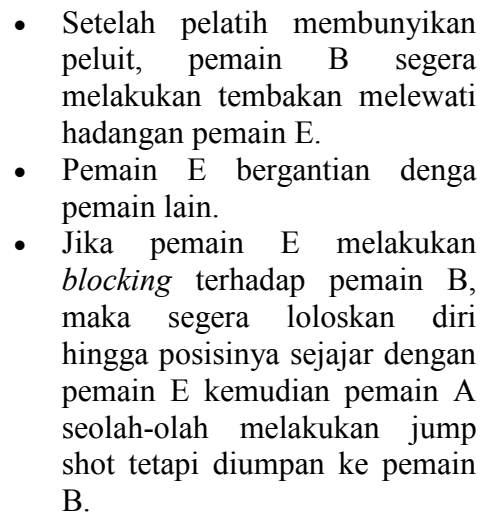 • Setelah pelatih membunyikan
peluit, pemain B segera
melakukan tembakan melewati
hadangan pemain E.
• Pemain E bergantian denga
pemain lain.
• Jika pemain E melakukan
blocking terhadap pemain B,
maka segera loloskan diri
hingga posisinya sejajar dengan
pemain E kemudian pemain A
seolah-olah melakukan jump
shot tetapi diumpan ke pemain
B.